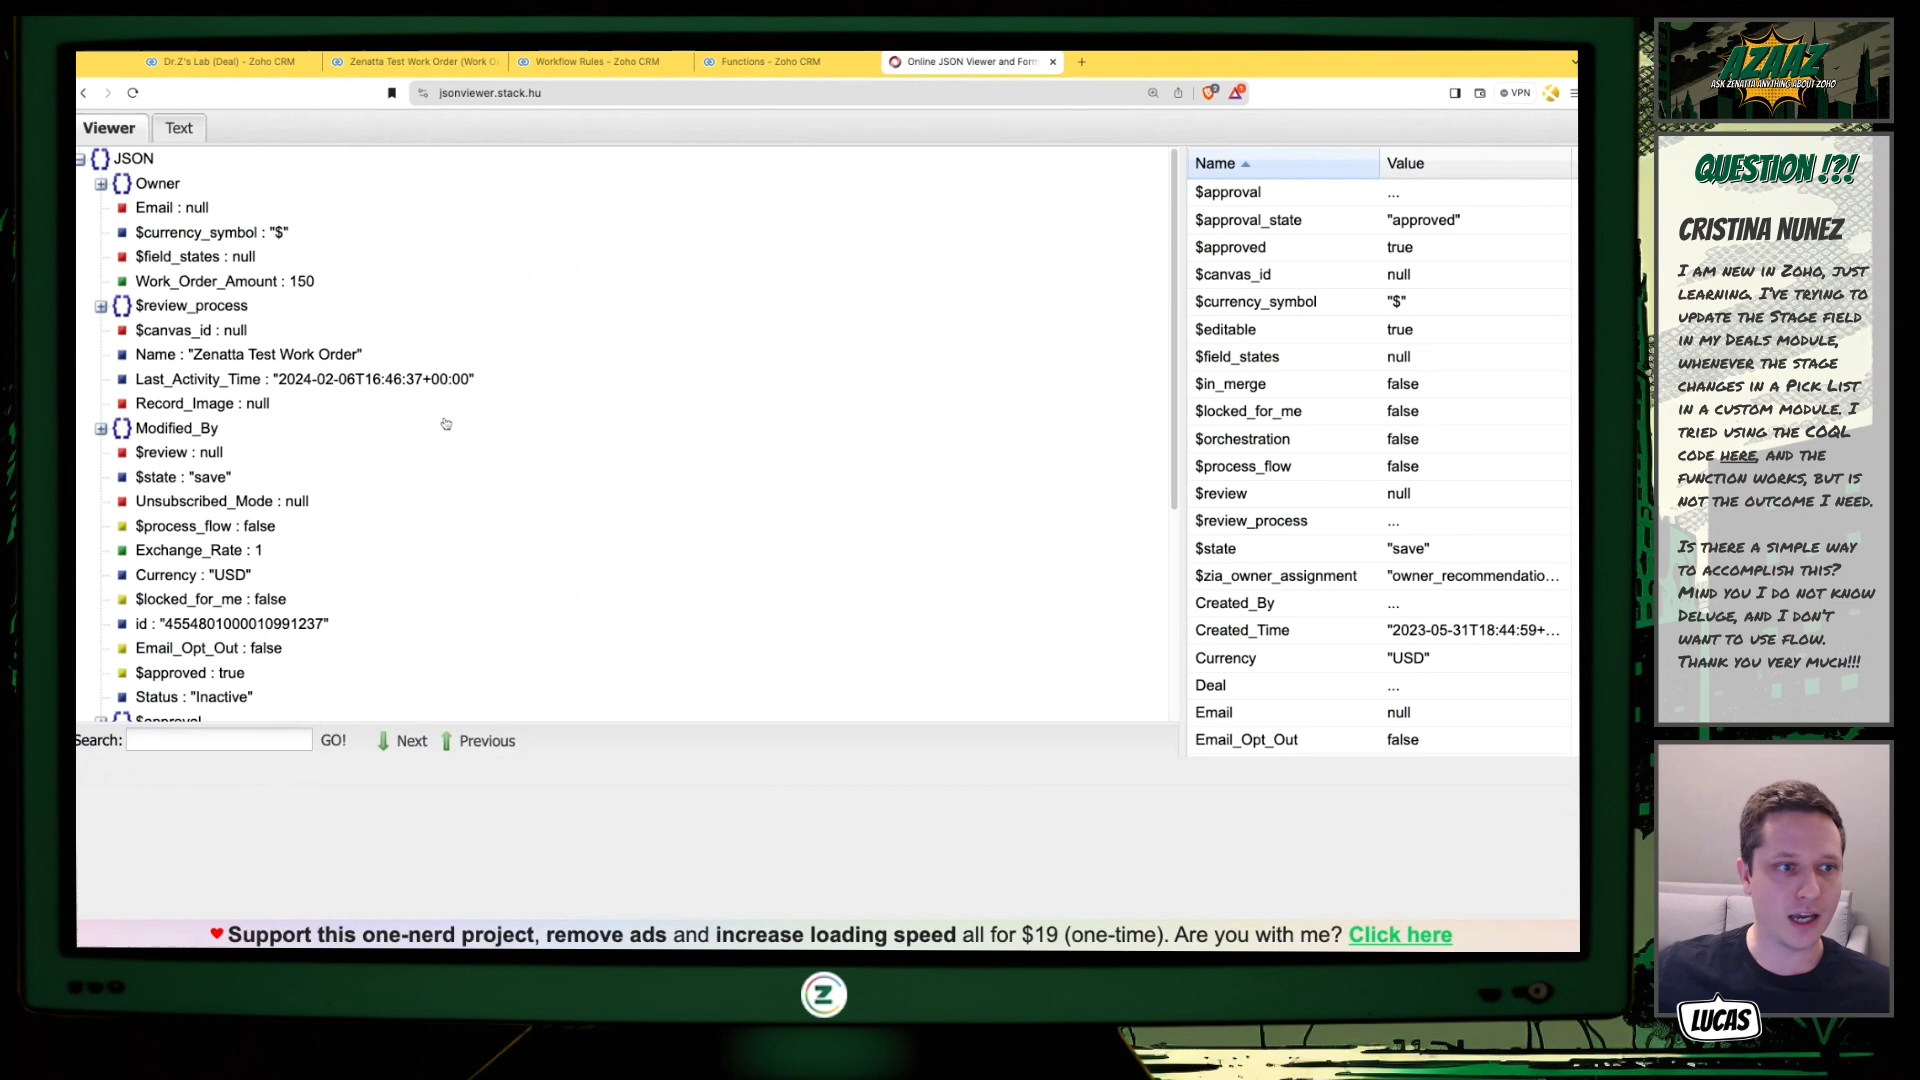 Dr.Z's Lab (Deal) - Zoho CRM
Zenatta Test Work Order (Work O
Workflow Rules - Zoho CRM
Functions - Zoho CRM
Online JSON Viewer and Form
jsonviewer.stack.hu
VPN
Viewer
Text
JSON
Owner
Email : null
$currency_symbol : "$"
$field_states : null
Work_Order_Amount : 150
$review_process
$canvas_id : null
Name : "Zenatta Test Work Order"
Last_Activity_Time : "2024-02-06T16:46:37+00:00"
Record_Image : null
Modified_By
$review : null
$state : "save"
Unsubscribed_Mode : null
$process_flow : false
Exchange_Rate : 1
Currency : "USD"
$locked_for_me : false
id : "4554801000010991237"
Email_Opt_Out : false
$approved : true
Status : "Inactive"
$approval
Search:
GO!
Next
Previous
Name
Value
$approval ...
$approval_state "approved"
$approved true
$canvas_id null
$currency_symbol "$"
$editable true
$field_states null
$in_merge false
$locked_for_me false
$orchestration false
$process_flow false
$review null
$review_process ...
$state "save"
$zia_owner_assignment "owner_recommendatio...
Created_By ...
Created_Time "2023-05-31T18:44:59+...
Currency "USD"
Deal ...
Email null
Email_Opt_Out false
Support this one-nerd project, remove ads and increase loading speed all for $19 (one-time). Are you with me? Click here
Z
AZAAZ
ASK ZENATTA ANYTHING ABOUT ZOHO
QUESTION !?!
CRISTINA NUNEZ
I AM NEW IN ZOHO, JUST
LEARNING. I'VE TRYING TO
UPDATE THE STAGE FIELD
IN MY DEALS MODULE,
WHENEVER THE STAGE
CHANGES IN A PICK LIST
IN A CUSTOM MODULE. I
TRIED USING THE COQL
CODE HERE, AND THE
FUNCTION WORKS, BUT IS
NOT THE OUTCOME I NEED.
IS THERE A SIMPLE WAY
TO ACCOMPLISH THIS?
MIND YOU I DO NOT KNOW
DELUGE, AND I DON'T
WANT TO USE FLOW.
THANK YOU VERY MUCH!!!
LUCAS